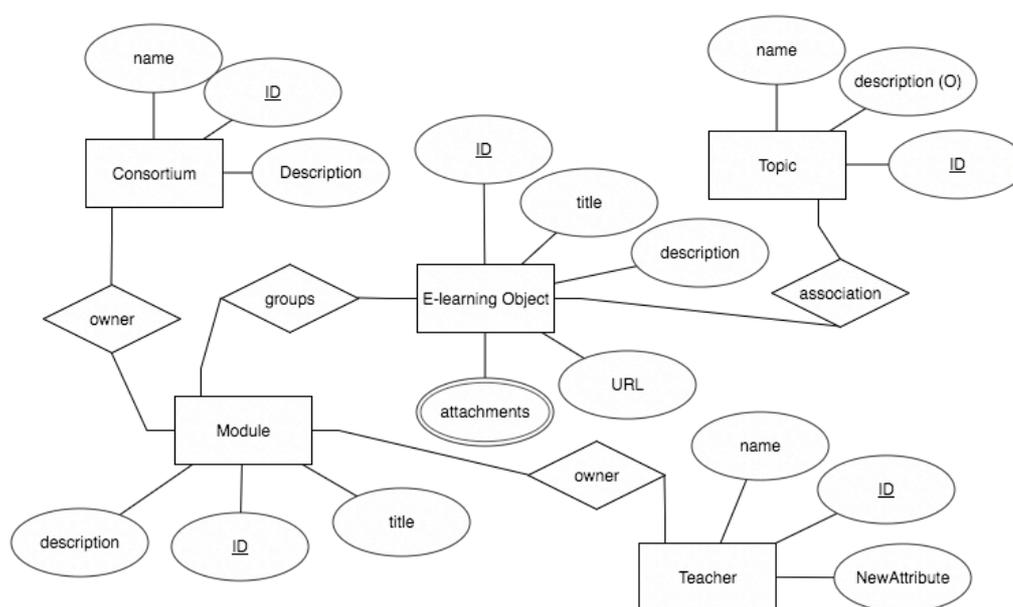 name
ID
Consortium
Description
owner
groups
ID
title
description
E-learning Object
attachments
URL
name
description (O)
ID
Topic
association
Module
description
ID
title
owner
name
ID
Teacher
NewAttribute